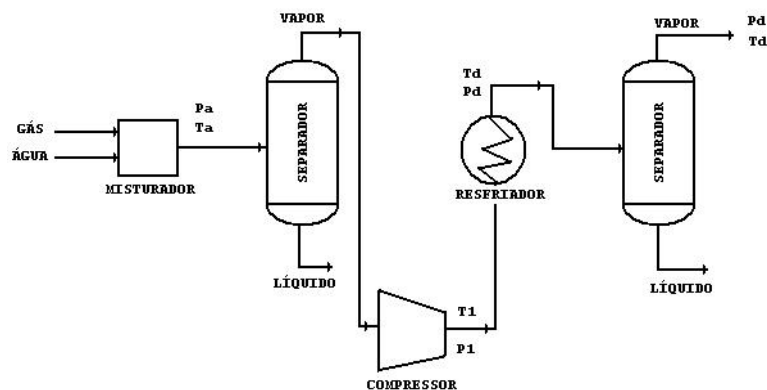 VAPOR
Pa
Ta
GÁS
ÁGUA
MISTURADOR
SEPARADOR
LÍQUIDO
T1
P1
COMPRESSOR
Td
Pd
RESFRIADOR
VAPOR
Pd
Td
SEPARADOR
LÍQUIDO